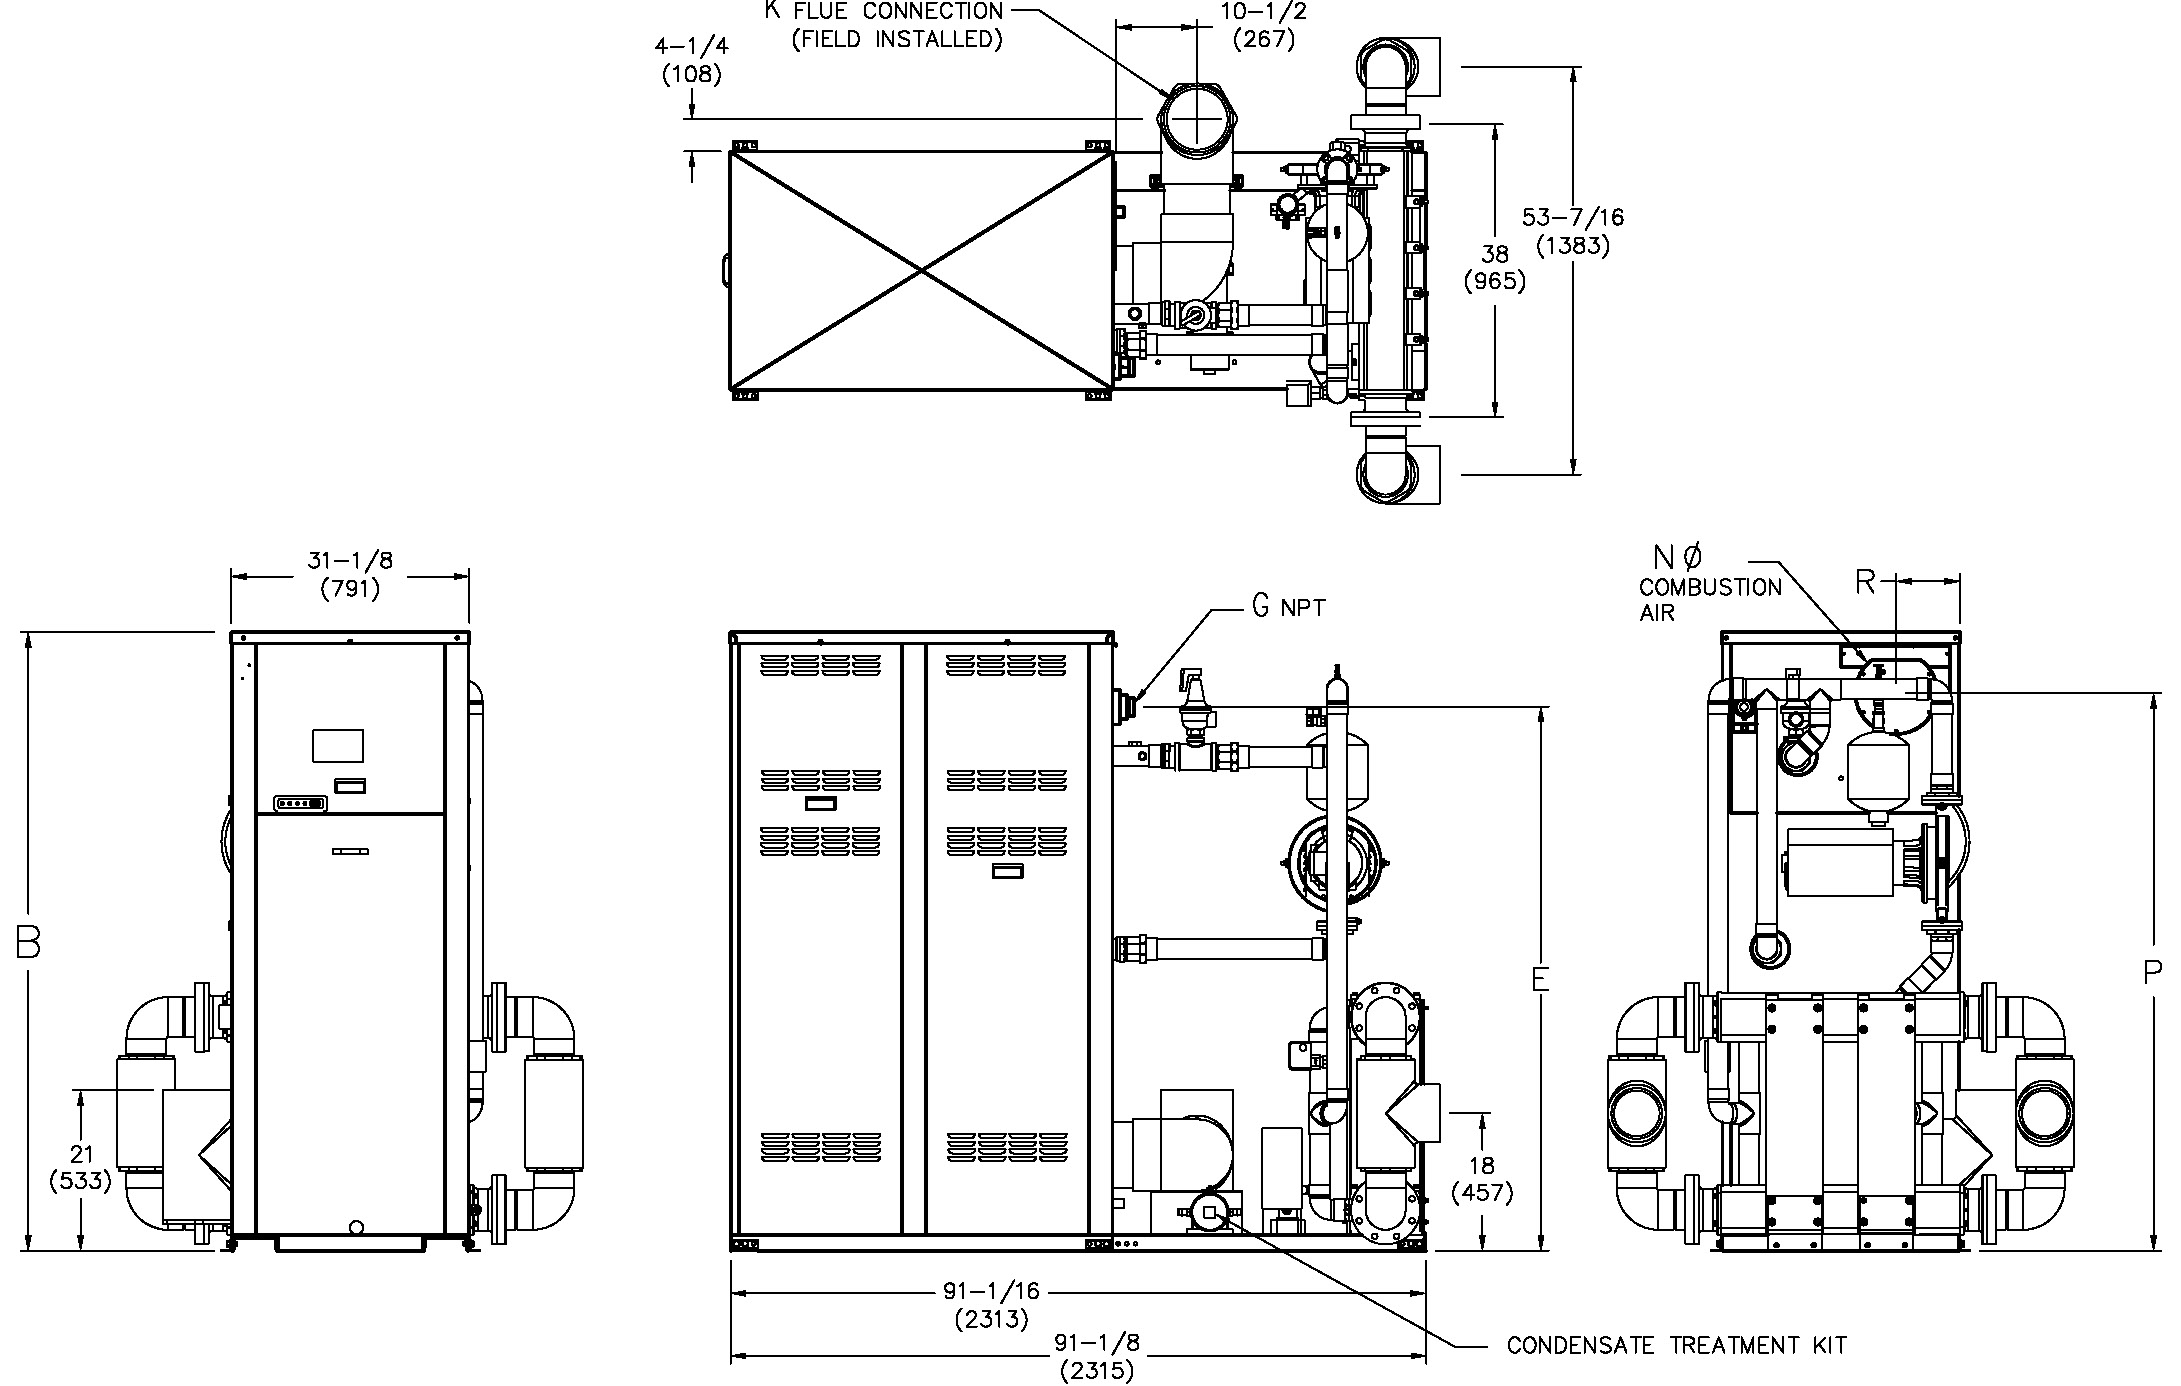 K FLUE CONNECTION
(FIELD INSTALLED)
10-1/2
(267)
4-1/4
(108)
53-7/16
(1383)
38
(965)
31-1/8
(791)
B
21
(533)
G NPT
E
18
(457)
91-1/16
(2313)
91-1/8
(2315)
CONDENSATE TREATMENT KIT
N Ø
COMBUSTION
AIR
R
P